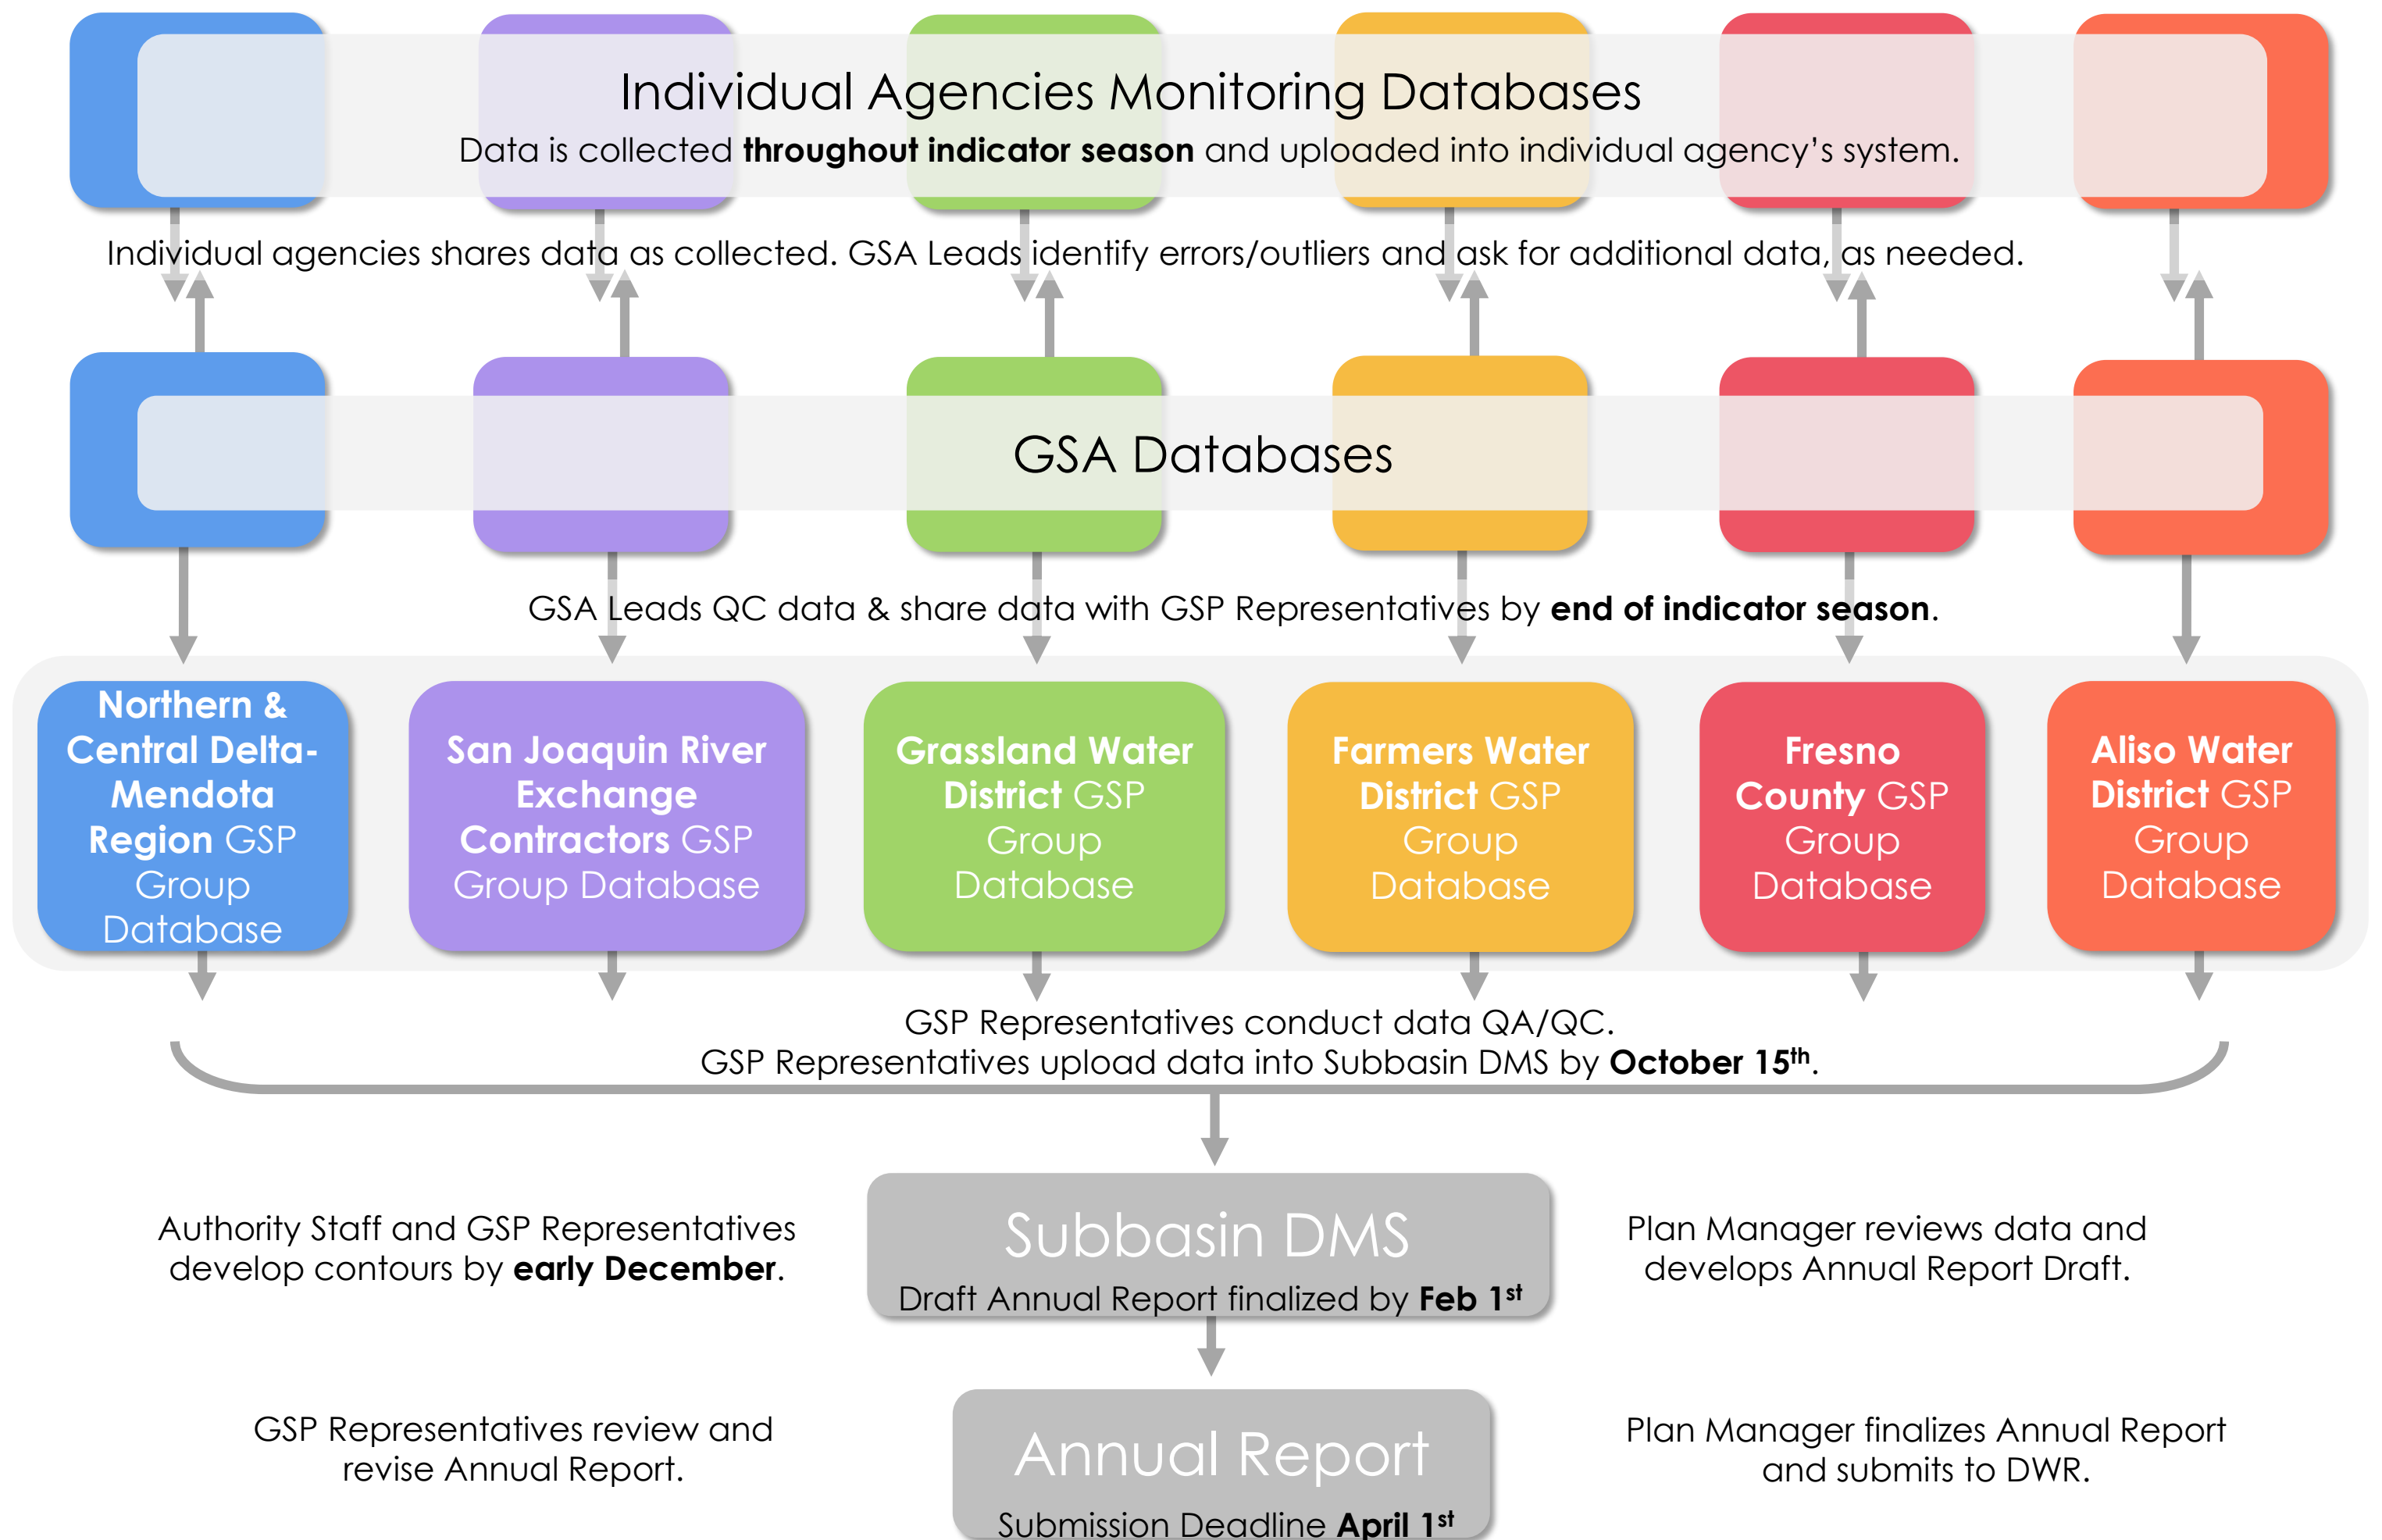 Individual Agencies Monitoring Databases
Data is collected throughout indicator season and uploaded into individual agency's system.
Individual agencies shares data as collected. GSA Leads identify errors/outliers and ask for additional data, as needed.
GSA Databases
GSA Leads QC data & share data with GSP Representatives by end of indicator season.
Northern &
Central Delta-
Mendota
Region GSP
Group
Database
San Joaquin River
Exchange
Contractors GSP
Group Database
Grassland Water
District GSP
Group
Database
Farmers Water
District GSP
Group
Database
Fresno
County GSP
Group
Database
Aliso Water
District GSP
Group
Database
GSP Representatives conduct data QA/QC.
GSP Representatives upload data into Subbasin DMS by October 15th.
Authority Staff and GSP Representatives
develop contours by early December.
Subbasin DMS
Draft Annual Report finalized by Feb 1st
Plan Manager reviews data and
develops Annual Report Draft.
GSP Representatives review and
revise Annual Report.
Annual Report
Submission Deadline April 1st
Plan Manager finalizes Annual Report
and submits to DWR.